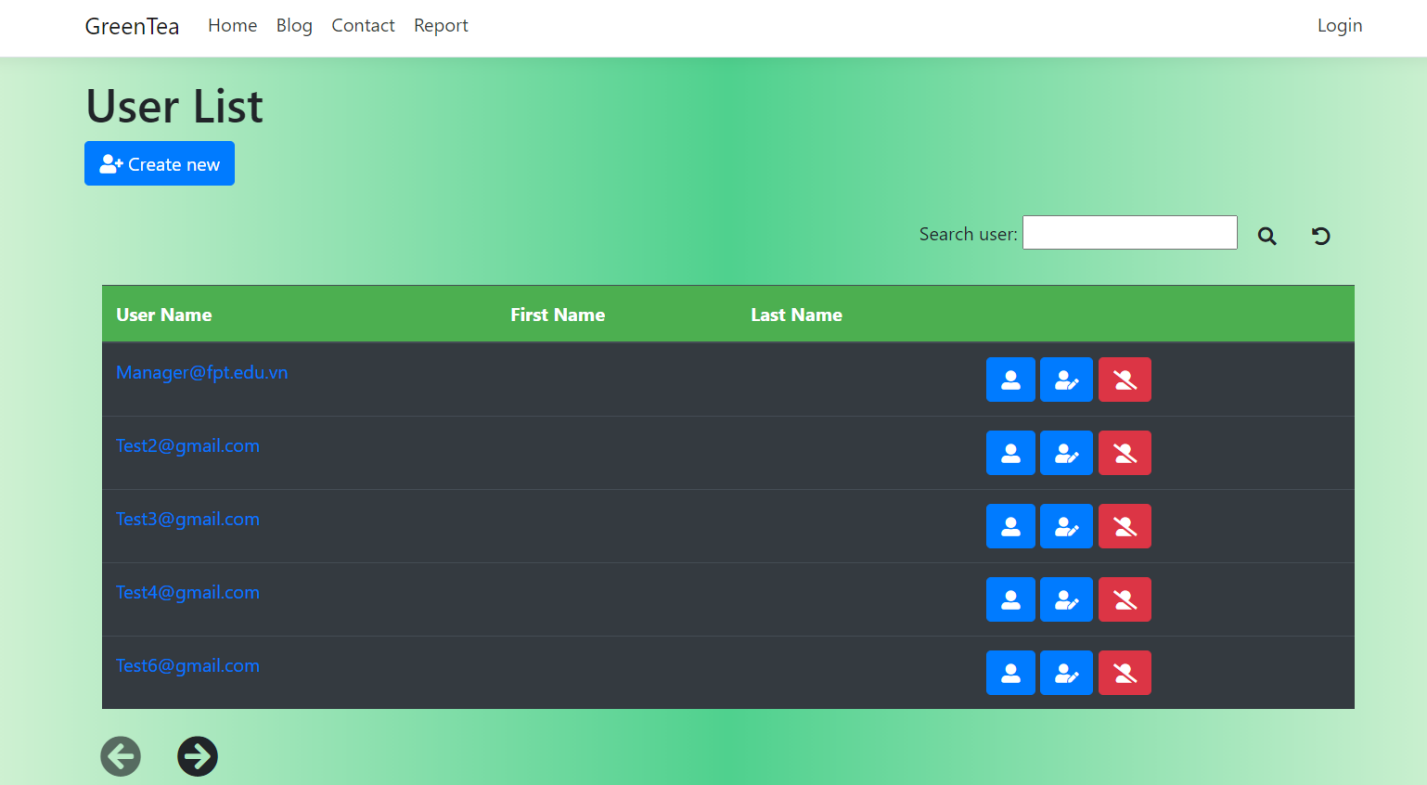 GreenTea Home Blog Contact Report Login
User List
Create new
Search user:
User Name First Name Last Name
Manager@fpt.edu.vn
Test2@gmail.com
Test3@gmail.com
Test4@gmail.com
Test6@gmail.com